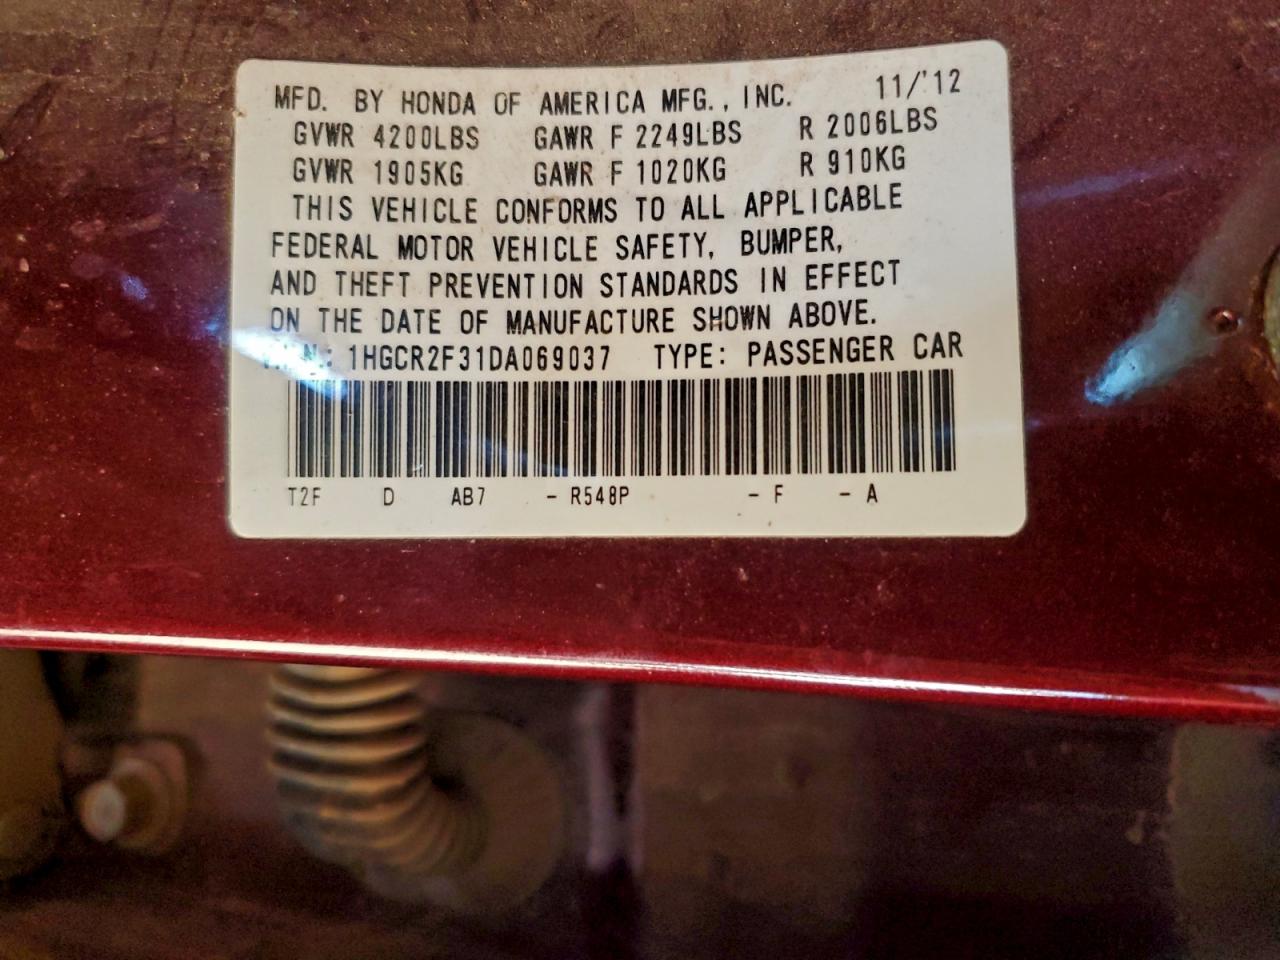 MFD. BY HONDA OF AMERICA MFG., INC. 11/'12
GVWR 4200LBS GAWR F 2249LBS R 2006LBS
GVWR 1905KG GAWR F 1020KG R 910KG
THIS VEHICLE CONFORMS TO ALL APPLICABLE
FEDERAL MOTOR VEHICLE SAFETY, BUMPER,
AND THEFT PREVENTION STANDARDS IN EFFECT
ON THE DATE OF MANUFACTURE SHOWN ABOVE.
V.I.N.: 1HGCR2F31DA069037 TYPE: PASSENGER CAR
T2F D AB7 - R548P - F - A